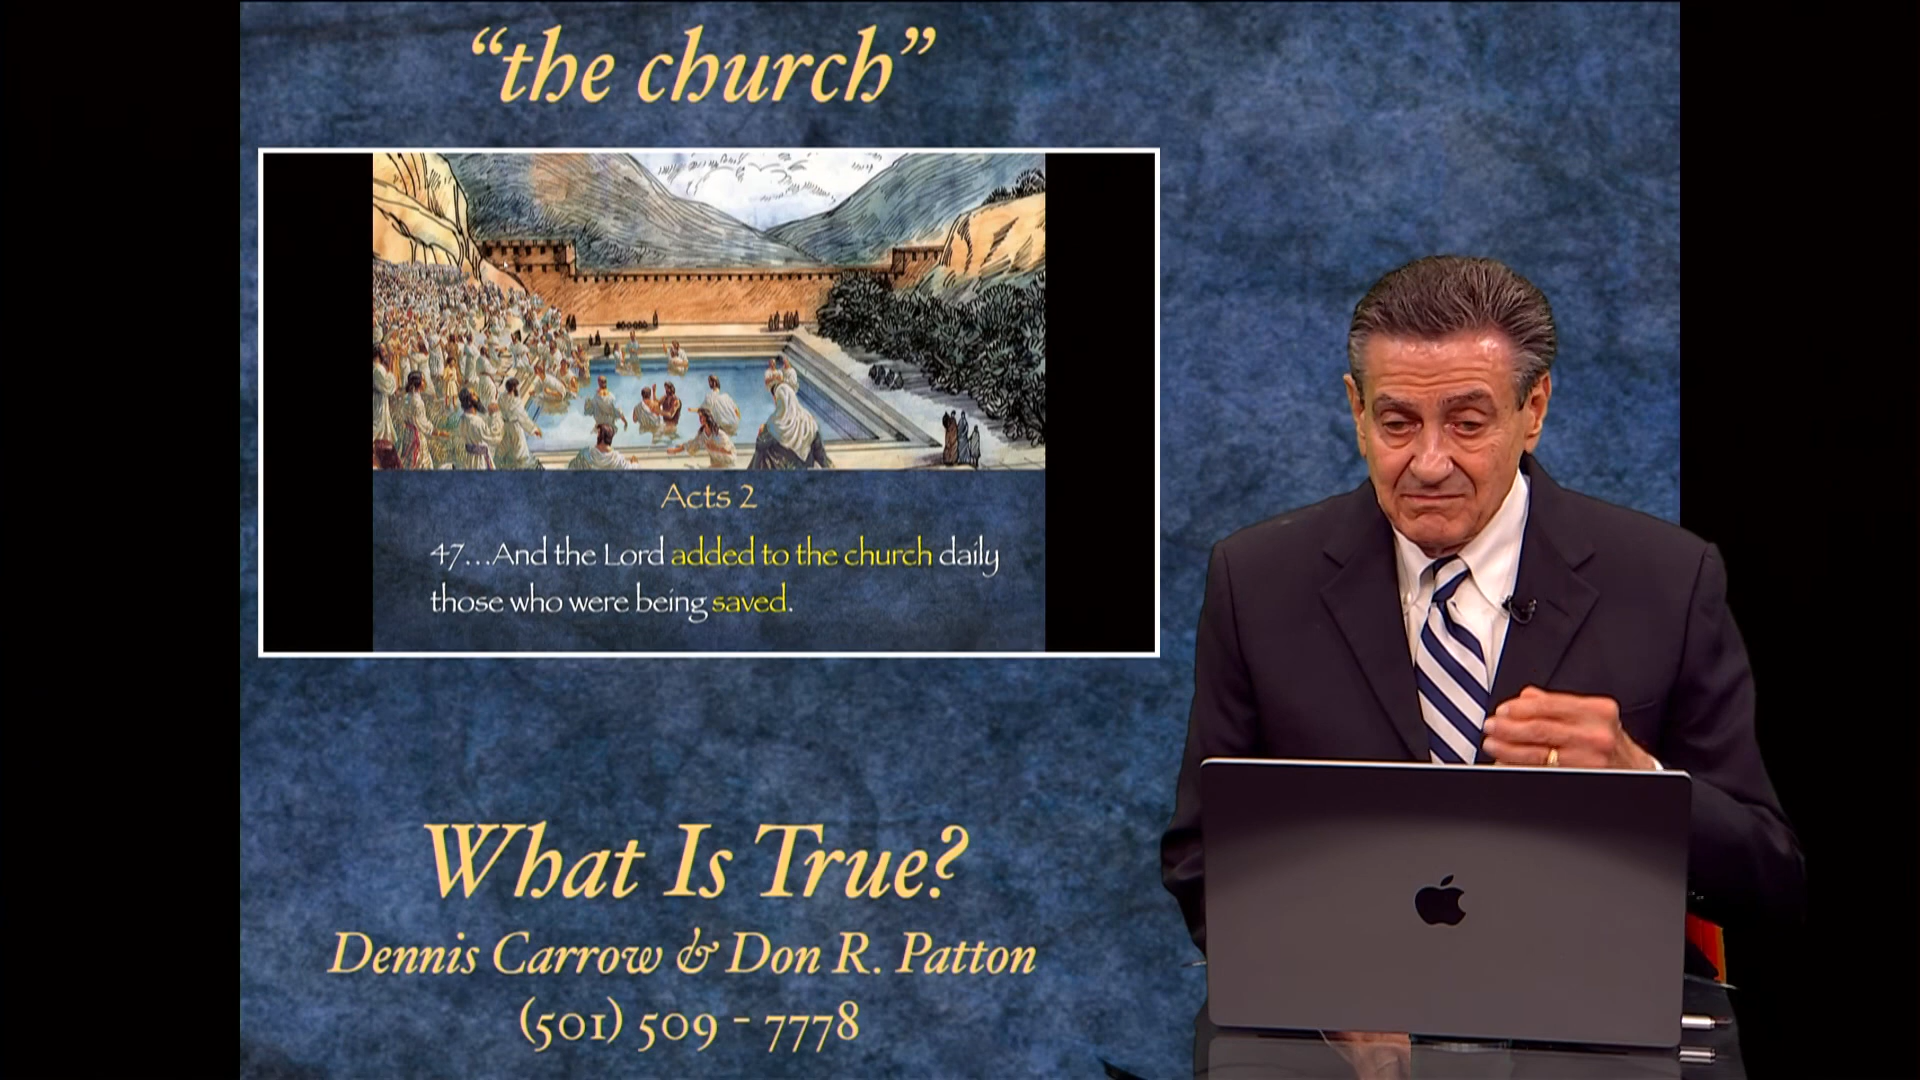 “the church”
Acts 2
47...And the Lord added to the church daily
those who were being saved.
What Is True?
Dennis Carrow & Don R. Patton
(501) 509 - 7778